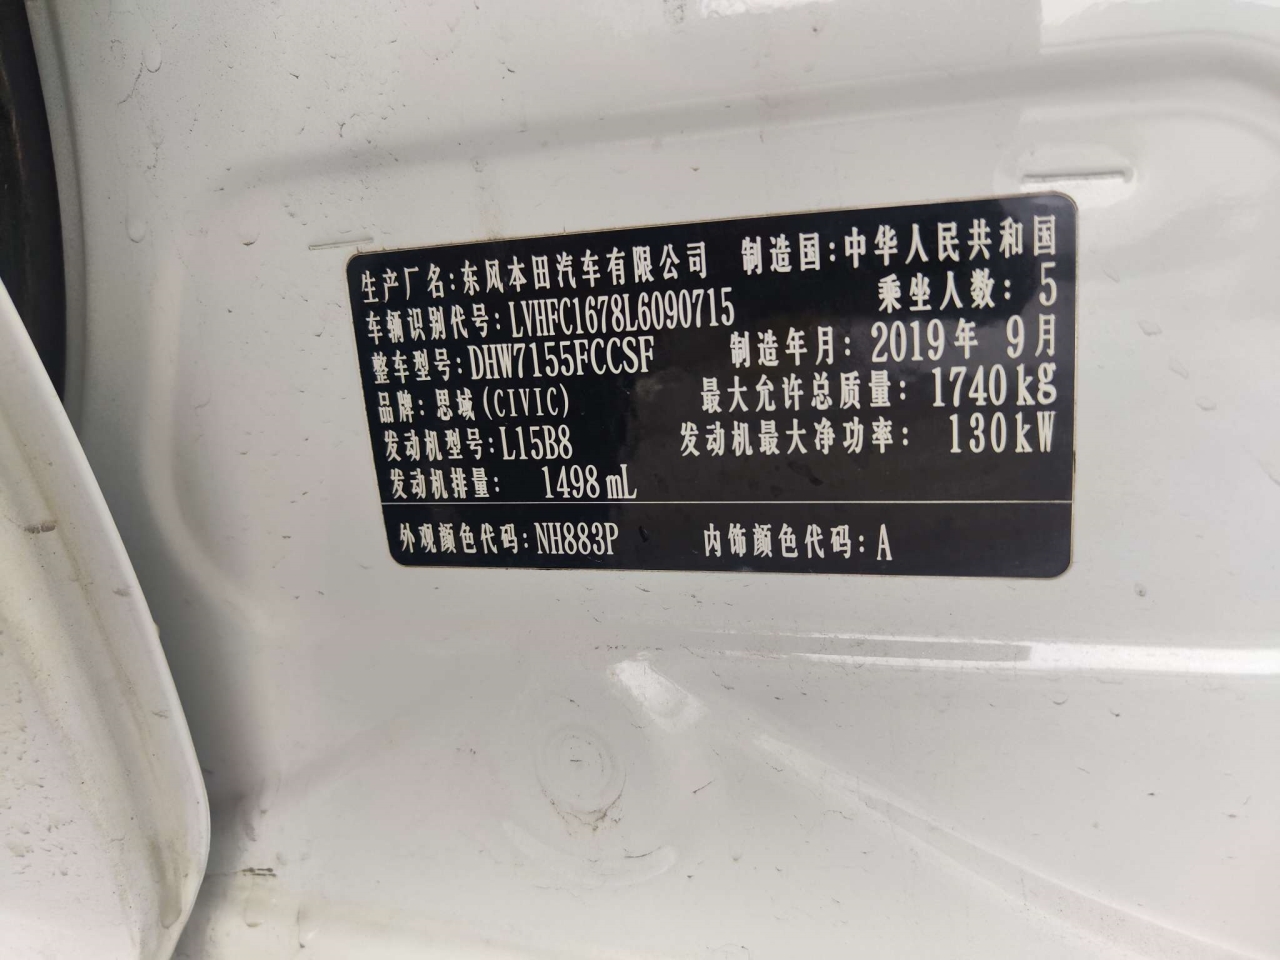 生产厂名:东风本田汽车有限公司 制造国:中华人民共和国
车辆识别代号:LVHFC1678L6090715 乘坐人数: 5
整车型号:DHW7155FCCSF 制造年月: 2019 年 9 月
品牌: 思域(CIVIC) 最大允许总质量: 1740kg
发动机型号:L15B8 发动机最大净功率: 130kW
发动机排量: 1498mL
外观颜色代码:NH883P 内饰颜色代码:A